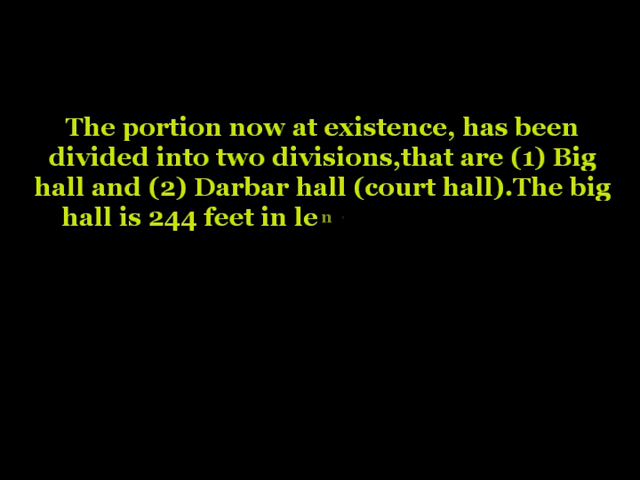 The portion now at existence, has been
divided into two divisions,that are (1) Big
hall and (2) Darbar hall (court hall).The big
hall is 244 feet in len